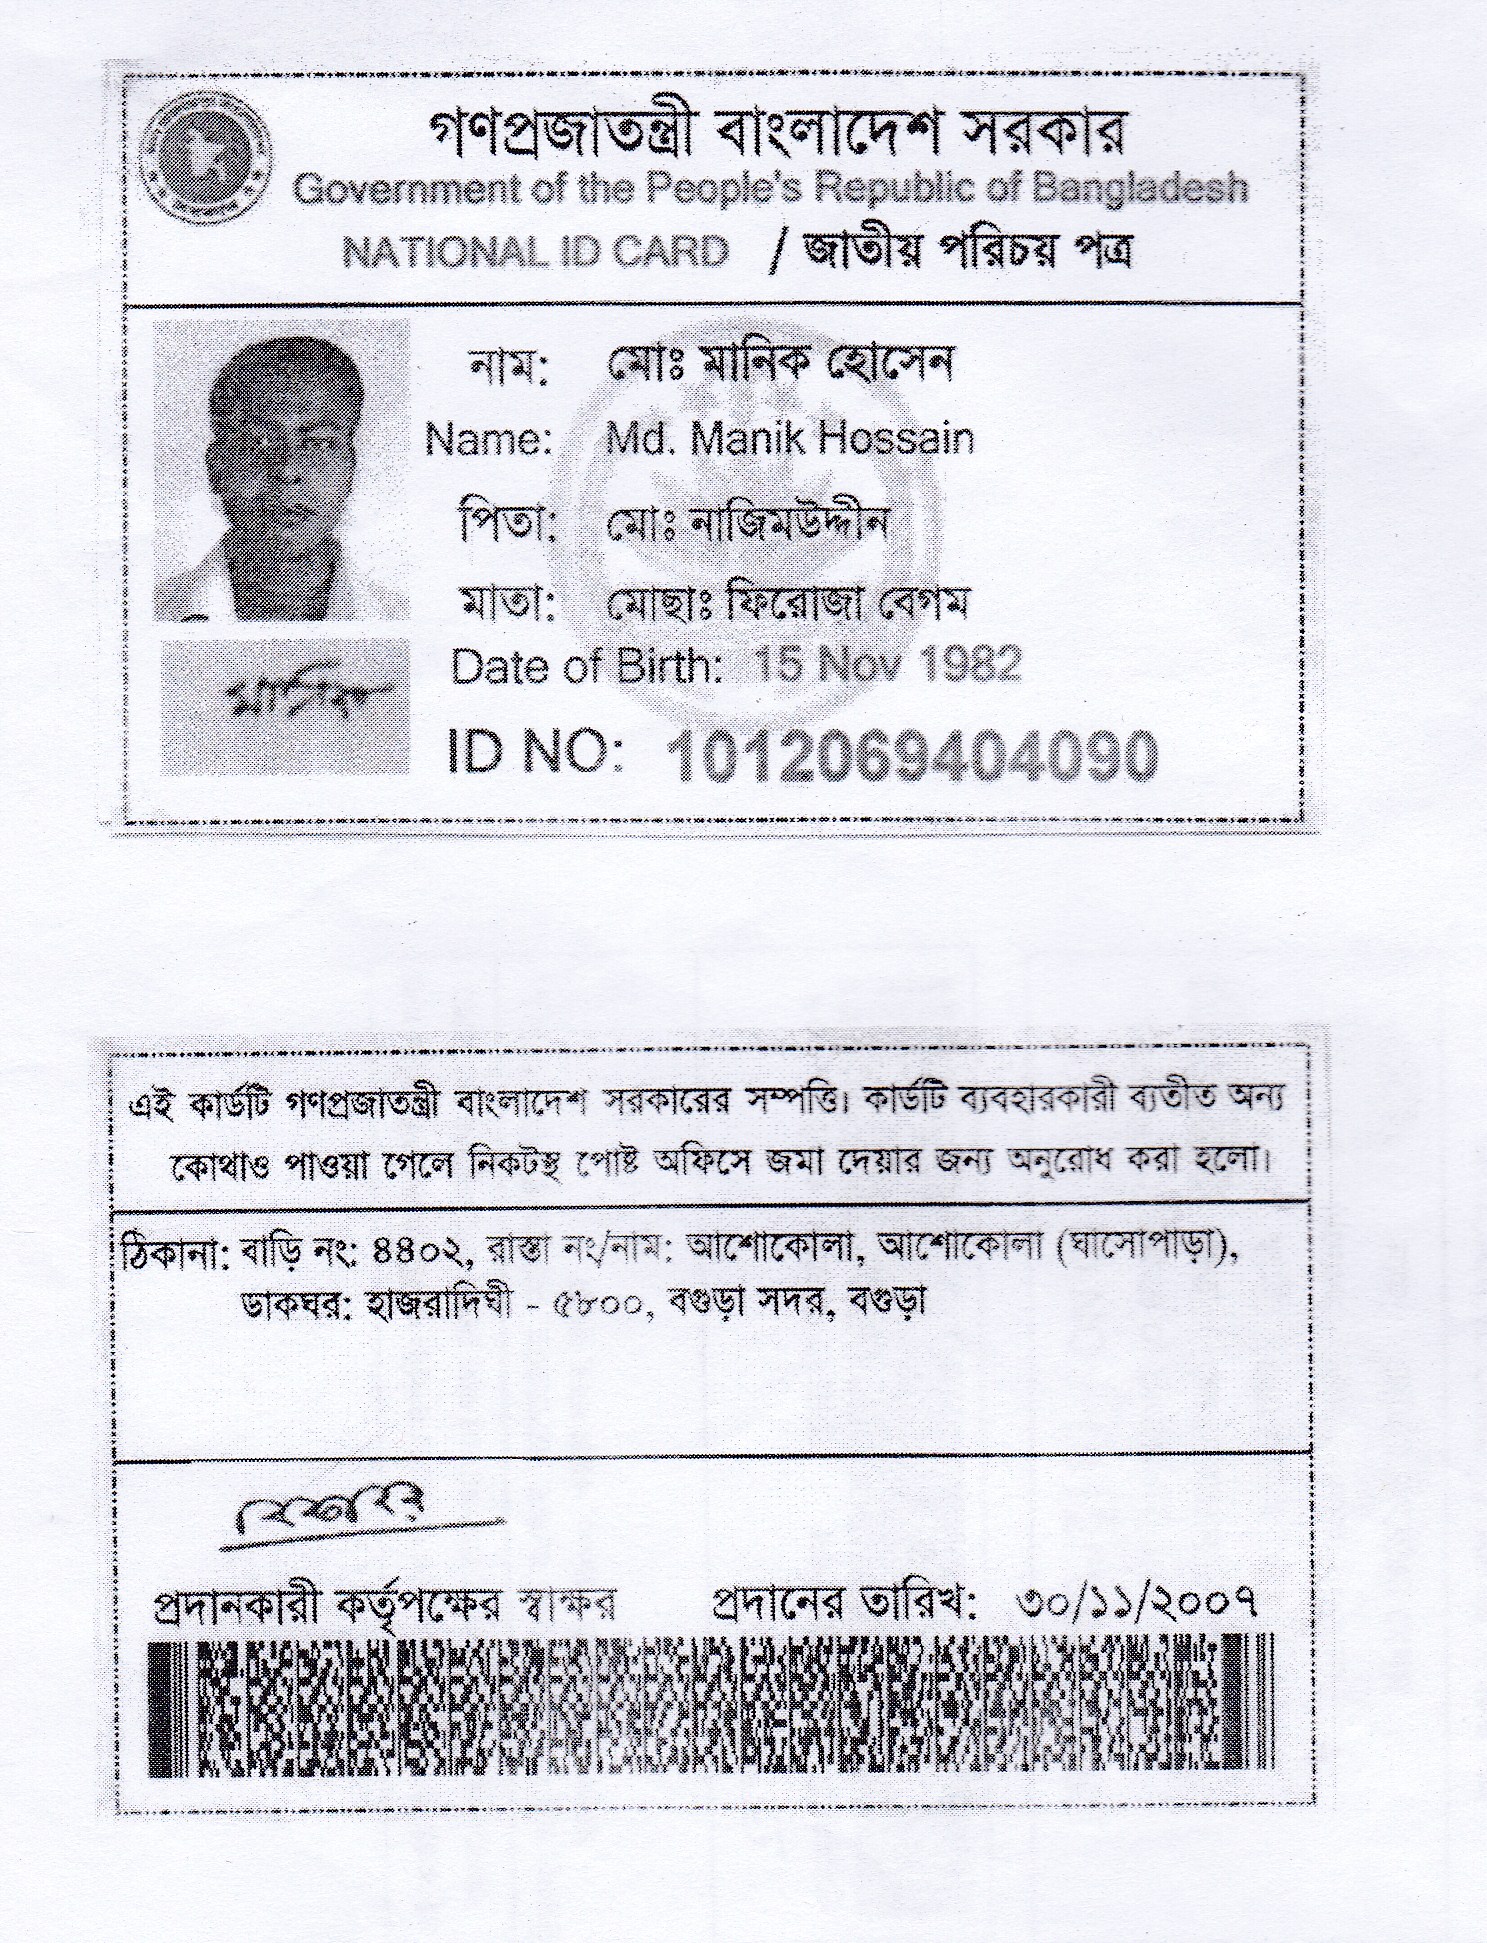 গণপ্রজাতন্ত্রী বাংলাদেশ সরকার
Government of the People's Republic of Bangladesh
NATIONAL ID CARD / জাতীয় পরিচয় পত্র
নাম: মোঃ মানিক হোসেন
Name: Md. Manik Hossain
পিতা: মোঃ নাজিমউদ্দীন
মাতা: মোছাঃ ফিরোজা বেগম
Date of Birth: 15 Nov 1982
মানিক
ID NO: 1012069404090
এই কার্ডটি গণপ্রজাতন্ত্রী বাংলাদেশ সরকারের সম্পত্তি। কার্ডটি ব্যবহারকারী ব্যতীত অন্য
কোথাও পাওয়া গেলে নিকটস্থ পোষ্ট অফিসে জমা দেয়ার জন্য অনুরোধ করা হলো।
ঠিকানা: বাড়ি নং: ৪৪০২, রাস্তা নং/নাম: আশোকোলা, আশোকোলা (ঘাসোপাড়া),
ডাকঘর: হাজরাদিঘী - ৫৮০০, বগুড়া সদর, বগুড়া
প্রদানকারী কর্তৃপক্ষের স্বাক্ষর প্রদানের তারিখ: ৩০/১১/২০০৭